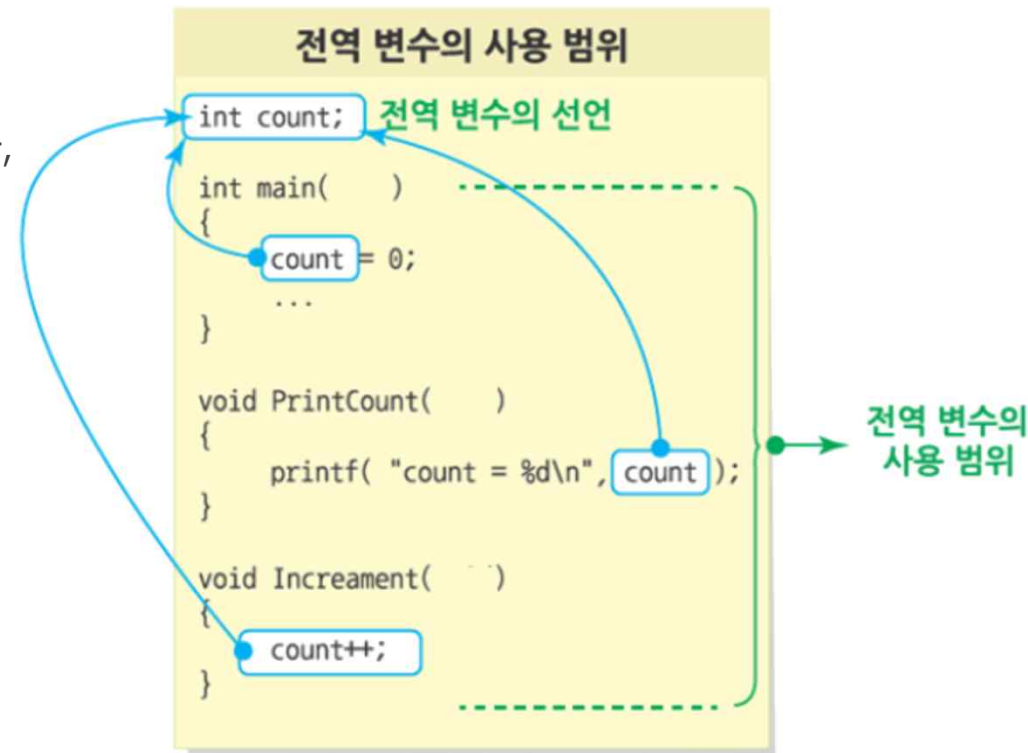 전역 변수의 사용 범위
int count; 전역 변수의 선언
int main( )
{
count = 0;
...
}
void PrintCount( )
{
printf( "count = %d\n", count );
}
전역 변수의
사용 범위
void Increament( )
{
count++;
}